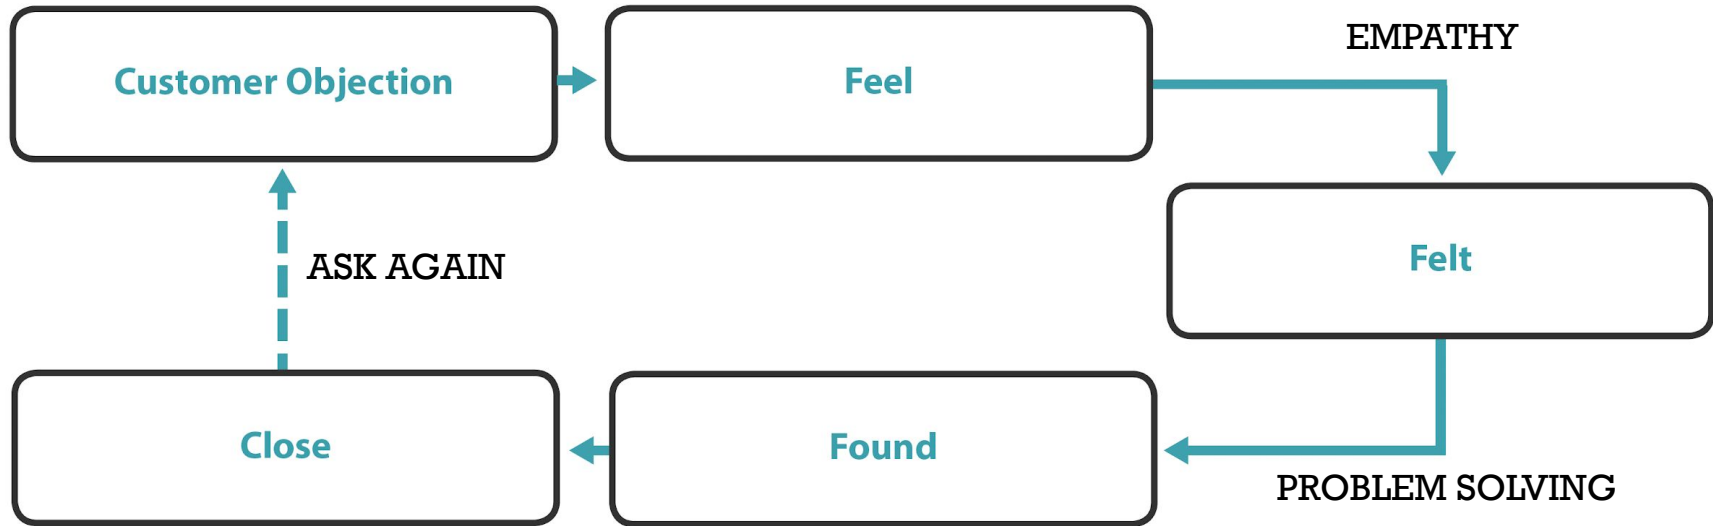 Customer Objection
Feel
EMPATHY
Felt
ASK AGAIN
Close
Found
PROBLEM SOLVING